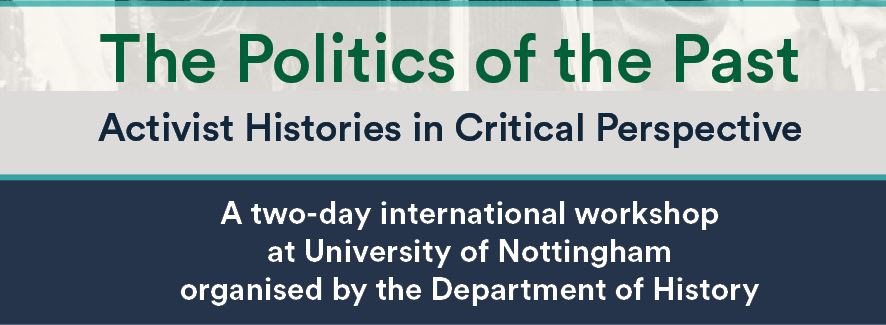 The Politics of the Past
Activist Histories in Critical Perspective
A two-day international workshop
at University of Nottingham
organised by the Department of History